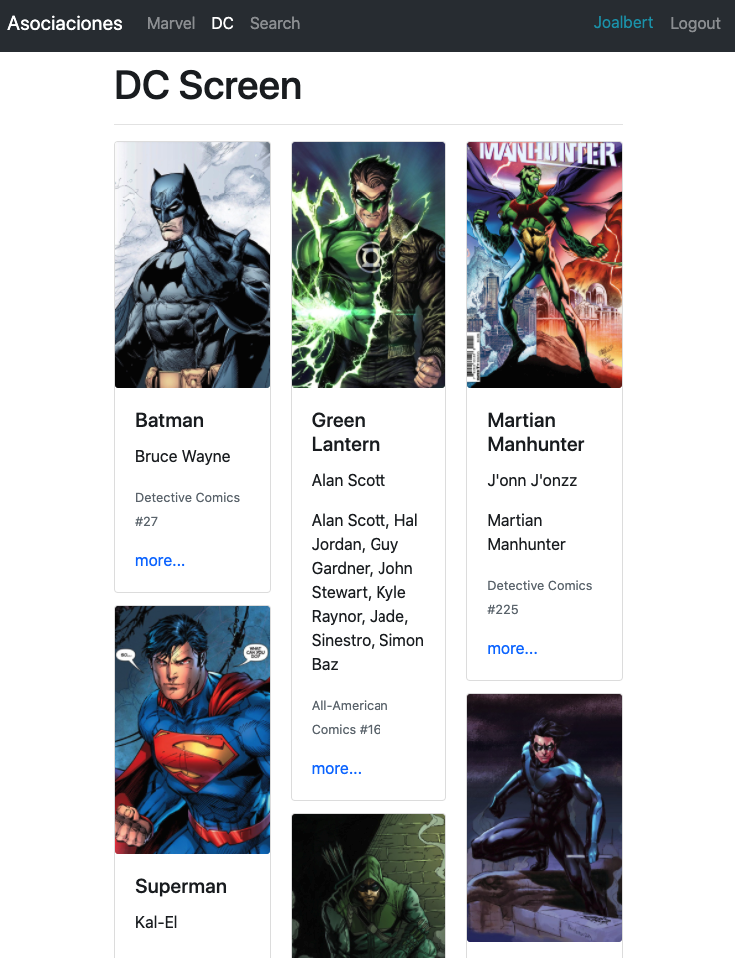 Asociaciones Marvel DC Search Joalbert Logout
DC Screen
Batman
Bruce Wayne
Detective Comics
#27
more...
SO...
WHAT
CAN YOU
DO?
Superman
Kal-El
Green
Lantern
Alan Scott
Alan Scott, Hal
Jordan, Guy
Gardner, John
Stewart, Kyle
Raynor, Jade,
Sinestro, Simon
Baz
All-American
Comics #16
more...
MANHUNTER
Martian
Manhunter
J'onn J'onzz
Martian
Manhunter
Detective Comics
#225
more...